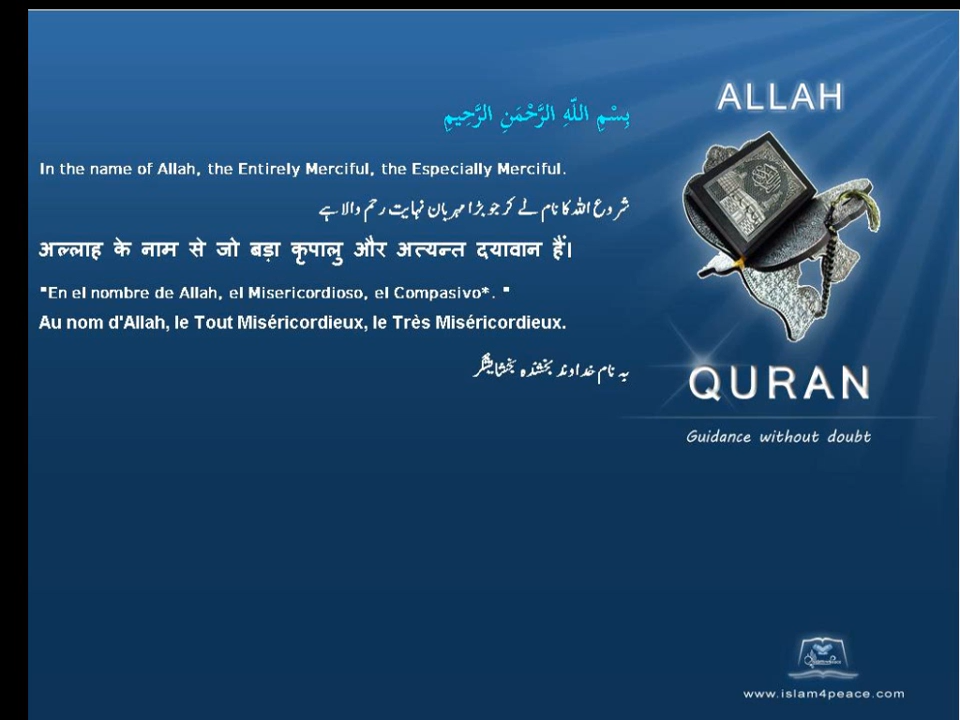 بِسْمِ اللَّهِ الرَّحْمَنِ الرَّحِيمِ
In the name of Allah, the Entirely Merciful, the Especially Merciful.
شروع اللہ کا نام لے کر جو بڑا مہربان نہایت رحم والا ہے
अल्लाह के नाम से जो बड़ा कृपालु और अत्यन्त दयावान हैं।
"En el nombre de Allah, el Misericordioso, el Compasivo*. "
Au nom d'Allah, le Tout Miséricordieux, le Très Miséricordieux.
به نام خداوند بخشنده بخشایشگر
ALLAH
QURAN
Guidance without doubt
www.islam4peace.com